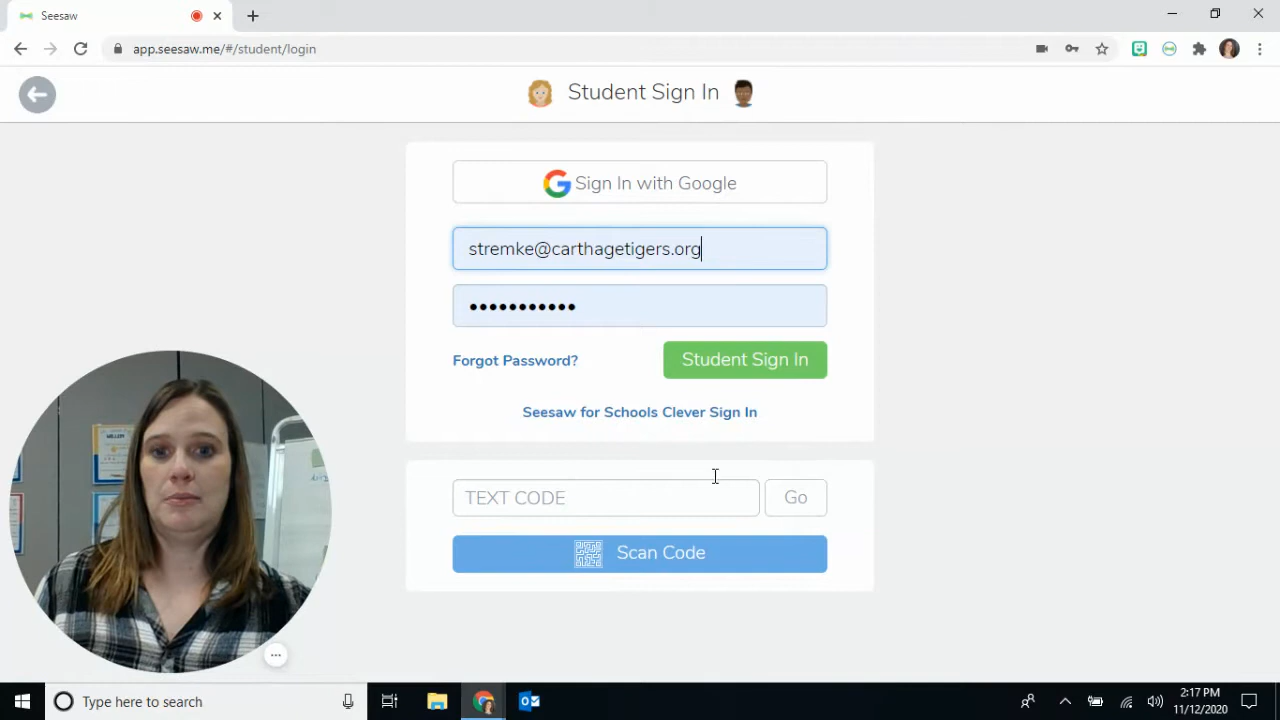 Seesaw
app.seesaw.me/#/student/login
Student Sign In
Sign In with Google
stremke@carthagetigers.org
•••••••••••
Forgot Password?
Student Sign In
Seesaw for Schools Clever Sign In
TEXT CODE
Go
Scan Code
Type here to search
2:17 PM
11/12/2020